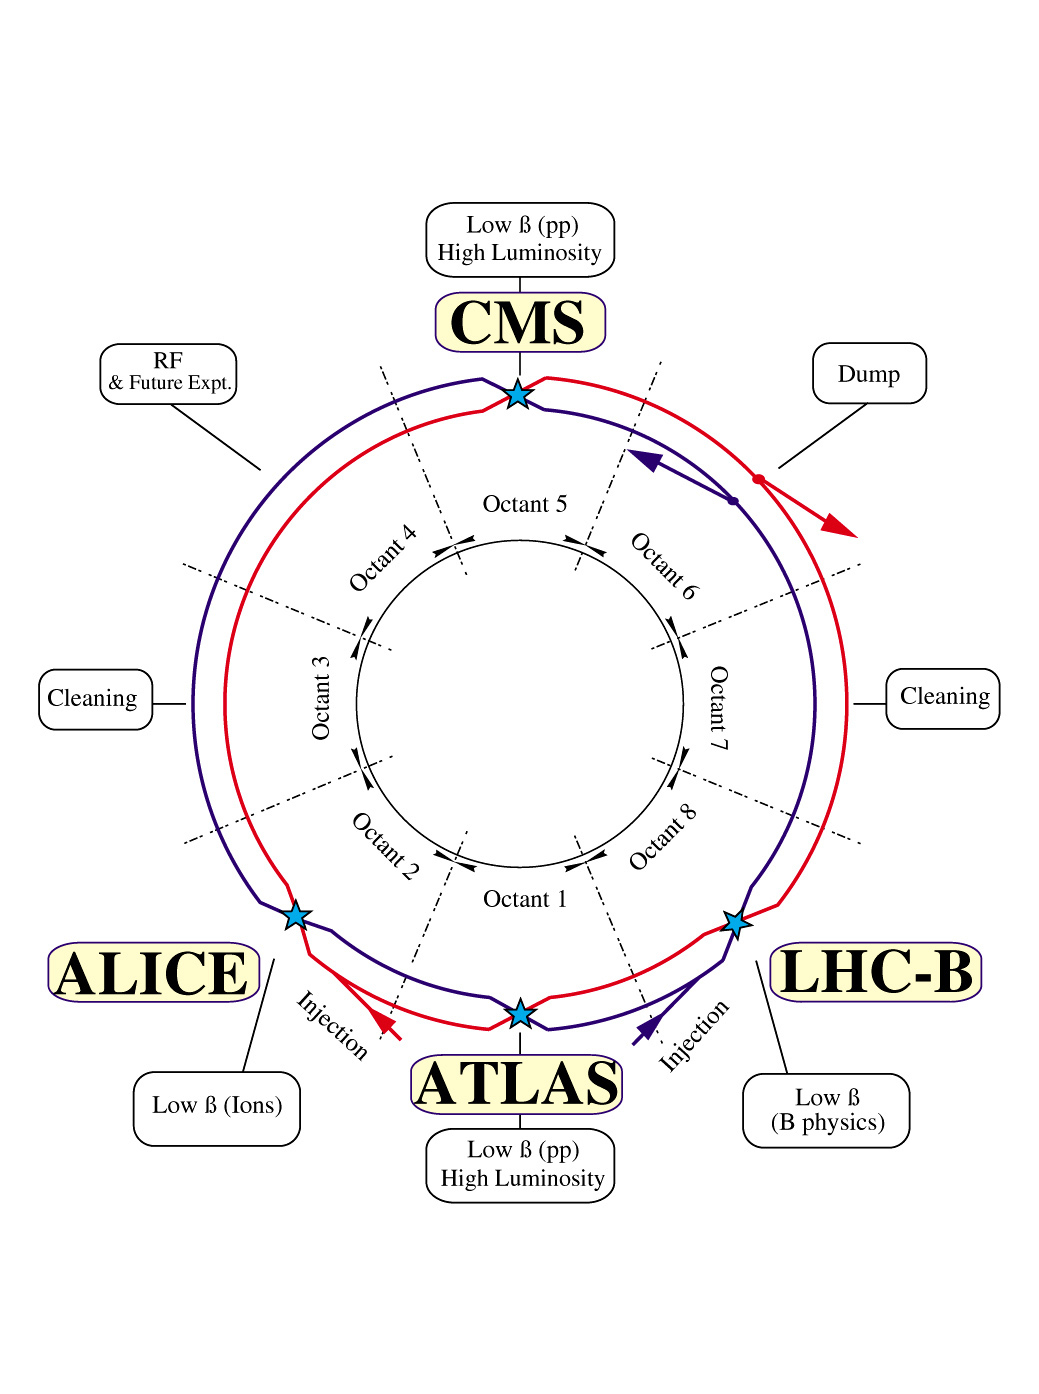 Low ß (pp)
High Luminosity
CMS
RF
& Future Expt.
Dump
Octant 5
Octant 4
Octant 6
Cleaning
Octant 3
Octant 7
Cleaning
Octant 2
Octant 8
Octant 1
ALICE
LHC-B
Injection
Injection
ATLAS
Low ß (Ions)
Low ß
(B physics)
Low ß (pp)
High Luminosity